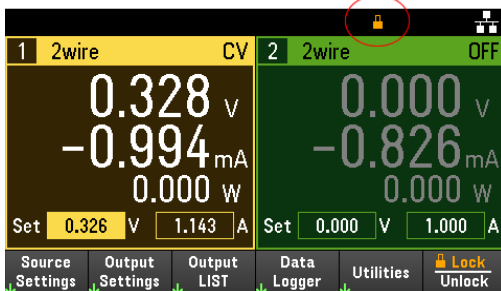 1 2wire CV 2 2wire OFF
0.328 V 0.000 V
-0.994 mA -0.826 mA
0.000 W 0.000 W
Set 0.326 V 1.143 A Set 0.000 V 1.000 A
Source Output Output Data Utilities Lock
Settings Settings LIST Logger Unlock